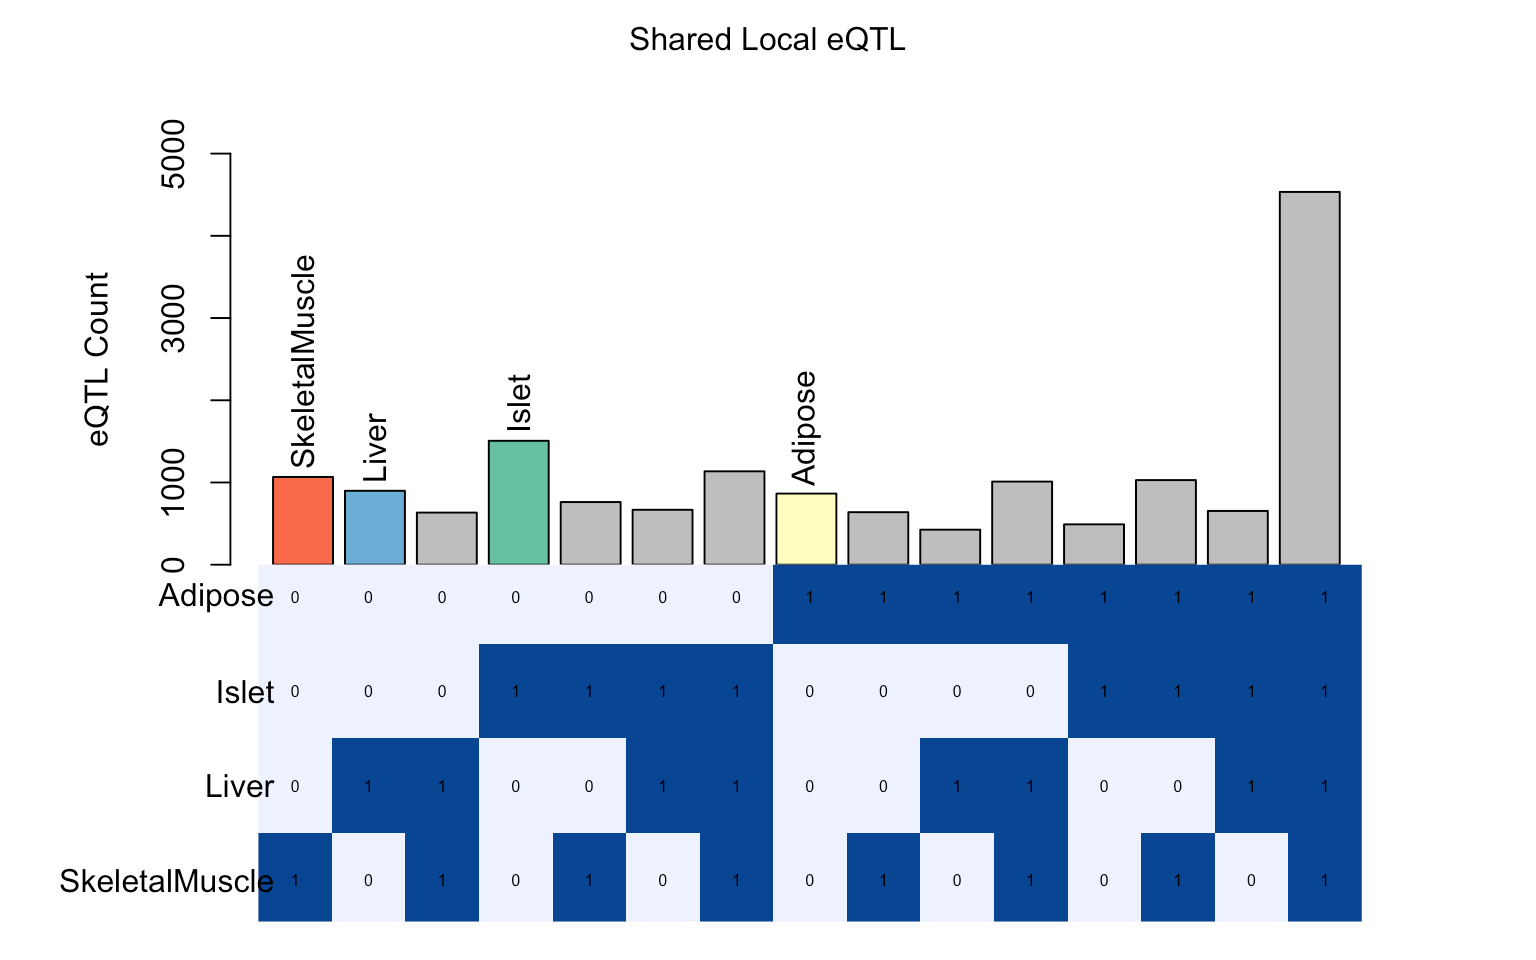 Shared Local eQTL
eQTL Count
5000
3000
1000
0
SkeletalMuscle
Liver
Islet
Adipose
Adipose 0 0 0 0 0 0 0 1 1 1 1 1 1 1 1
Islet 0 0 0 1 1 1 1 0 0 0 0 1 1 1 1
Liver 0 1 1 0 0 1 1 0 0 1 1 0 0 1 1
SkeletalMuscle 1 0 1 0 1 0 1 0 1 0 1 0 1 0 1